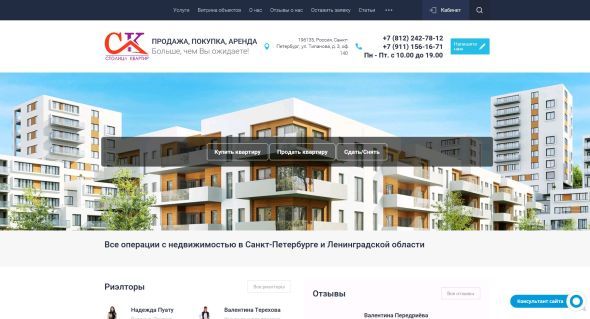 Услуги Витрина объектов О нас Отзывы о нас Оставить заявку Статьи ••• Кабинет
СК
СТОЛИЦА КВАРТИР
ПРОДАЖА, ПОКУПКА, АРЕНДА
Больше, чем Вы ожидаете!
196135, Россия, Санкт-
Петербург, ул. Типанова, д. 3, оф.
140
+7 (812) 242-78-12
+7 (911) 156-16-71
Пн - Пт. с 10.00 до 19.00
Напишите
нам
Купить квартиру Продать квартиру Сдать/Снять
Все операции с недвижимостью в Санкт-Петербурге и Ленинградской области
Риэлторы Все риэлторы
Отзывы Все отзывы
Надежда Пуату
Валентина Терехова
Валентина Передриёва
Консультант сайта